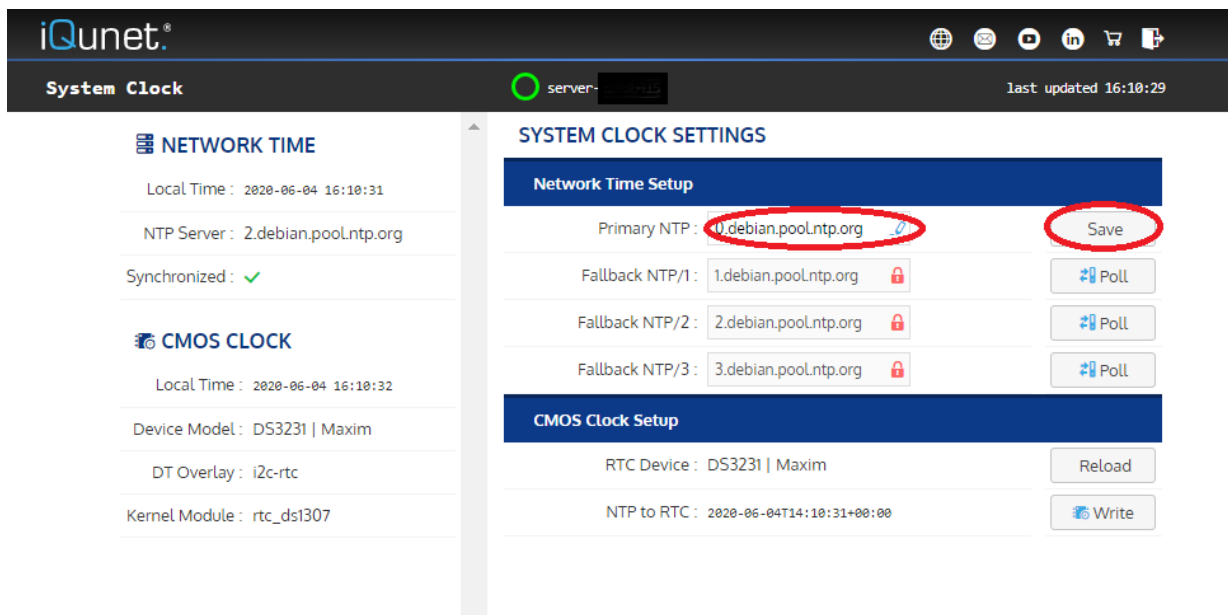 iQunet.®
System Clock
server-
last updated 16:10:29
NETWORK TIME
Local Time : 2020-06-04 16:10:31
NTP Server : 2.debian.pool.ntp.org
Synchronized :
CMOS CLOCK
Local Time : 2020-06-04 16:10:32
Device Model : DS3231 | Maxim
DT Overlay : i2c-rtc
Kernel Module : rtc_ds1307
SYSTEM CLOCK SETTINGS
Network Time Setup
Primary NTP : 0.debian.pool.ntp.org Save
Fallback NTP/1 : 1.debian.pool.ntp.org Poll
Fallback NTP/2 : 2.debian.pool.ntp.org Poll
Fallback NTP/3 : 3.debian.pool.ntp.org Poll
CMOS Clock Setup
RTC Device : DS3231 | Maxim Reload
NTP to RTC : 2020-06-04T14:10:31+00:00 Write